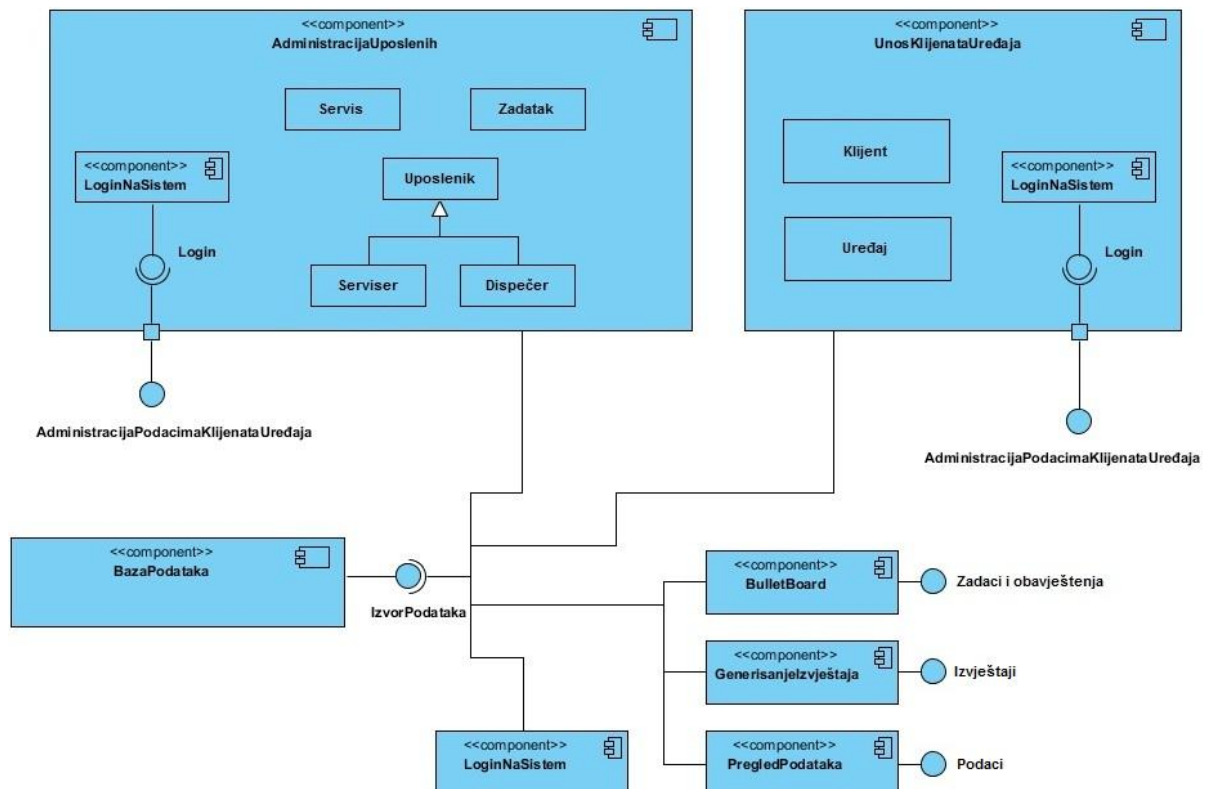 <<component>>
AdministracijaUposlenih
Servis
Zadatak
<<component>>
LoginNaSistem
Uposlenik
Login
Serviser
Dispečer
AdministracijaPodacimaKlijenataUređaja
<<component>>
UnosKlijenataUređaja
Klijent
<<component>>
LoginNaSistem
Uređaj
Login
AdministracijaPodacimaKlijenataUređaja
<<component>>
BazaPodataka
IzvorPodataka
<<component>>
BulletBoard
Zadaci i obavještenja
<<component>>
GenerisanjeIzvještaja
Izvještaji
<<component>>
LoginNaSistem
<<component>>
PregledPodataka
Podaci